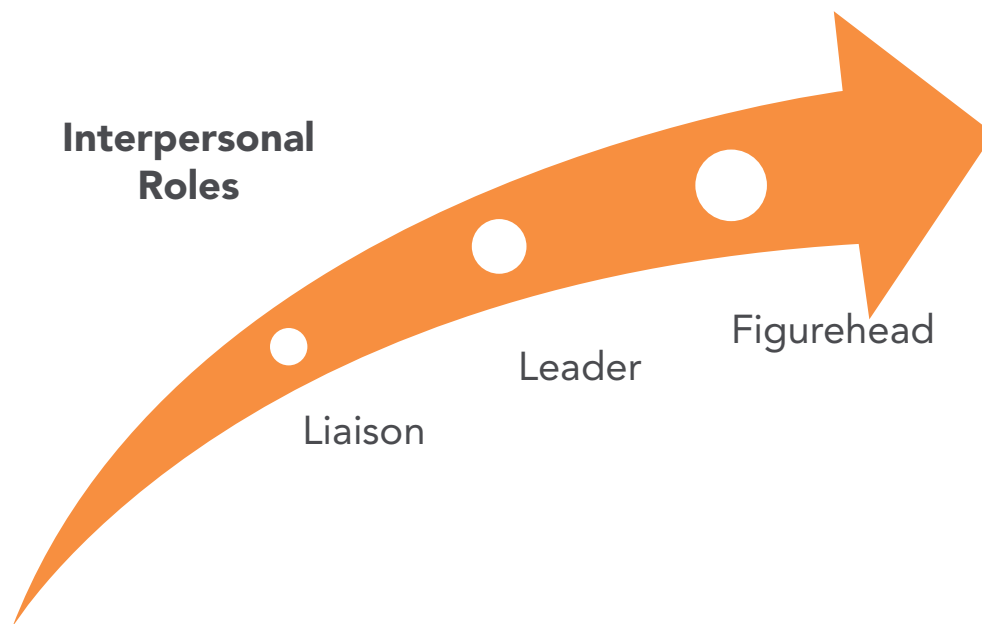 Interpersonal
Roles
Figurehead
Leader
Liaison